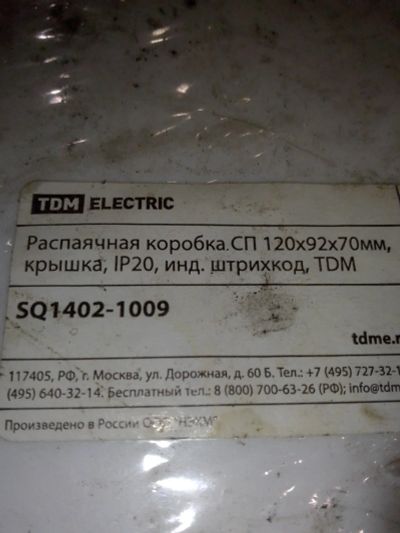 TDM ELECTRIC
Распаячная коробка СП 120х92х70мм,
крышка, IP20, инд. штрихкод, TDM
SQ1402-1009
tdme.r
117405, РФ, г. Москва, ул. Дорожная, д. 60 Б. Тел.: +7 (495) 727-32-1
(495) 640-32-14. Бесплатный тел.: 8 (800) 700-63-26 (РФ); info@tdm
Произведено в России ООО